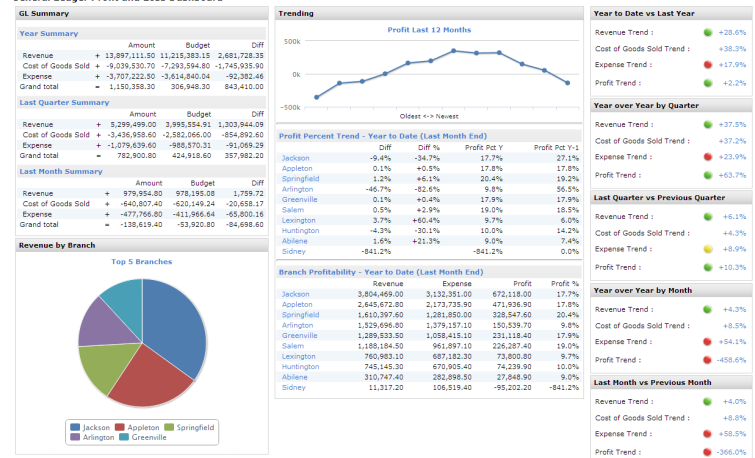 General Ledger Profit and Loss Dashboard
GL Summary
Year Summary
Amount Budget Diff
Revenue + 13,897,111.50 11,215,383.15 2,681,728.35
Cost of Goods Sold + -9,039,530.70 -7,293,594.80 -1,745,935.90
Expense + -3,707,222.50 -3,614,840.04 -92,382.46
Grand total = 1,150,358.30 306,948.30 843,410.00
Last Quarter Summary
Amount Budget Diff
Revenue + 5,299,499.00 3,995,554.91 1,303,944.09
Cost of Goods Sold + -3,436,958.60 -2,582,066.00 -854,892.60
Expense + -1,079,639.60 -988,570.31 -91,069.29
Grand total = 782,900.80 424,918.60 357,982.20
Last Month Summary
Amount Budget Diff
Revenue + 979,954.80 978,195.08 1,759.72
Cost of Goods Sold + -640,807.40 -620,149.24 -20,658.17
Expense + -477,766.80 -411,966.64 -65,800.16
Grand total = -138,619.40 -53,920.80 -84,698.60
Revenue by Branch
Top 5 Branches
Jackson Appleton Springfield
Arlington Greenville
Trending
Profit Last 12 Months
500k
0k
-500k
Oldest <-> Newest
Profit Percent Trend - Year to Date (Last Month End)
Diff Diff % Profit Pct Y Profit Pct Y-1
Jackson -9.4% -34.7% 17.7% 27.1%
Appleton 0.1% +0.5% 17.8% 17.8%
Springfield 1.2% +6.1% 20.4% 19.2%
Arlington -46.7% -82.6% 9.8% 56.5%
Greenville 0.1% +0.4% 17.9% 17.9%
Salem 0.5% +2.9% 19.0% 18.5%
Lexington 3.7% +60.4% 9.7% 6.0%
Huntington -4.3% -30.1% 10.0% 14.2%
Abilene 1.6% +21.3% 9.0% 7.4%
Sidney -841.2% -841.2% 0.0%
Branch Profitability - Year to Date (Last Month End)
Revenue Expense Profit Profit %
Jackson 3,804,469.00 3,132,351.00 672,118.00 17.7%
Appleton 2,645,672.80 2,173,735.90 471,936.90 17.8%
Springfield 1,610,397.60 1,281,850.00 328,547.60 20.4%
Arlington 1,529,696.80 1,379,157.10 150,539.70 9.8%
Greenville 1,289,533.50 1,058,415.10 231,118.40 17.9%
Salem 1,188,184.50 961,897.10 226,287.40 19.0%
Lexington 760,983.10 687,182.30 73,800.80 9.7%
Huntington 745,145.30 670,905.40 74,239.90 10.0%
Abilene 310,747.40 282,898.50 27,848.90 9.0%
Sidney 11,317.20 106,519.40 -95,202.20 -841.2%
Year to Date vs Last Year
Revenue Trend : +28.6%
Cost of Goods Sold Trend : +38.3%
Expense Trend : +17.9%
Profit Trend : +2.2%
Year over Year by Quarter
Revenue Trend : +37.5%
Cost of Goods Sold Trend : +37.2%
Expense Trend : +23.9%
Profit Trend : +63.7%
Last Quarter vs Previous Quarter
Revenue Trend : +6.1%
Cost of Goods Sold Trend : +4.3%
Expense Trend : +8.9%
Profit Trend : +10.3%
Year over Year by Month
Revenue Trend : +4.3%
Cost of Goods Sold Trend : +8.5%
Expense Trend : +54.1%
Profit Trend : -458.6%
Last Month vs Previous Month
Revenue Trend : +4.0%
Cost of Goods Sold Trend : +8.8%
Expense Trend : +58.5%
Profit Trend : -366.0%